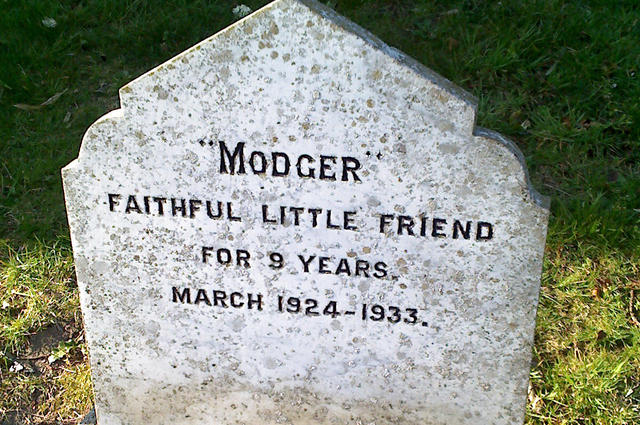 "MODGER"
FAITHFUL LITTLE FRIEND
FOR 9 YEARS.
MARCH 1924-1933.